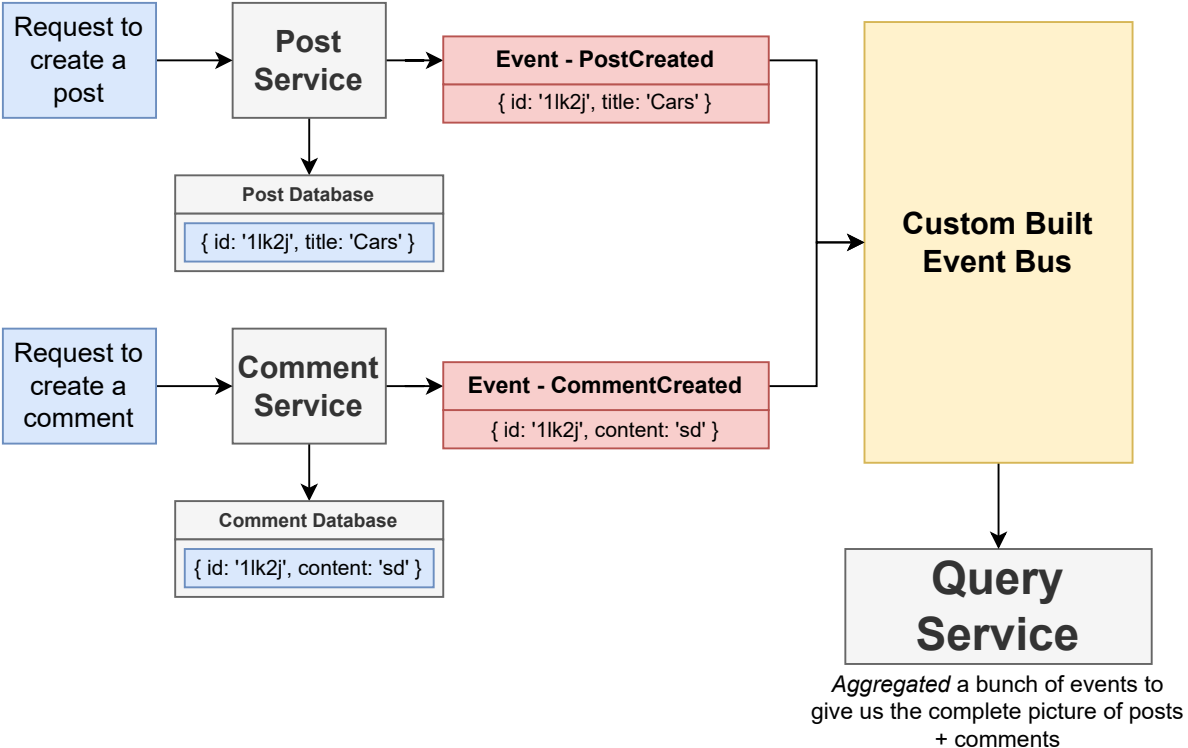 Request to
create a
post
Post
Service
Event - PostCreated
{ id: '1lk2j', title: 'Cars' }
Post Database
{ id: '1lk2j', title: 'Cars' }
Custom Built
Event Bus
Request to
create a
comment
Comment
Service
Event - CommentCreated
{ id: '1lk2j', content: 'sd' }
Comment Database
{ id: '1lk2j', content: 'sd' }
Query
Service
Aggregated a bunch of events to
give us the complete picture of posts
+ comments